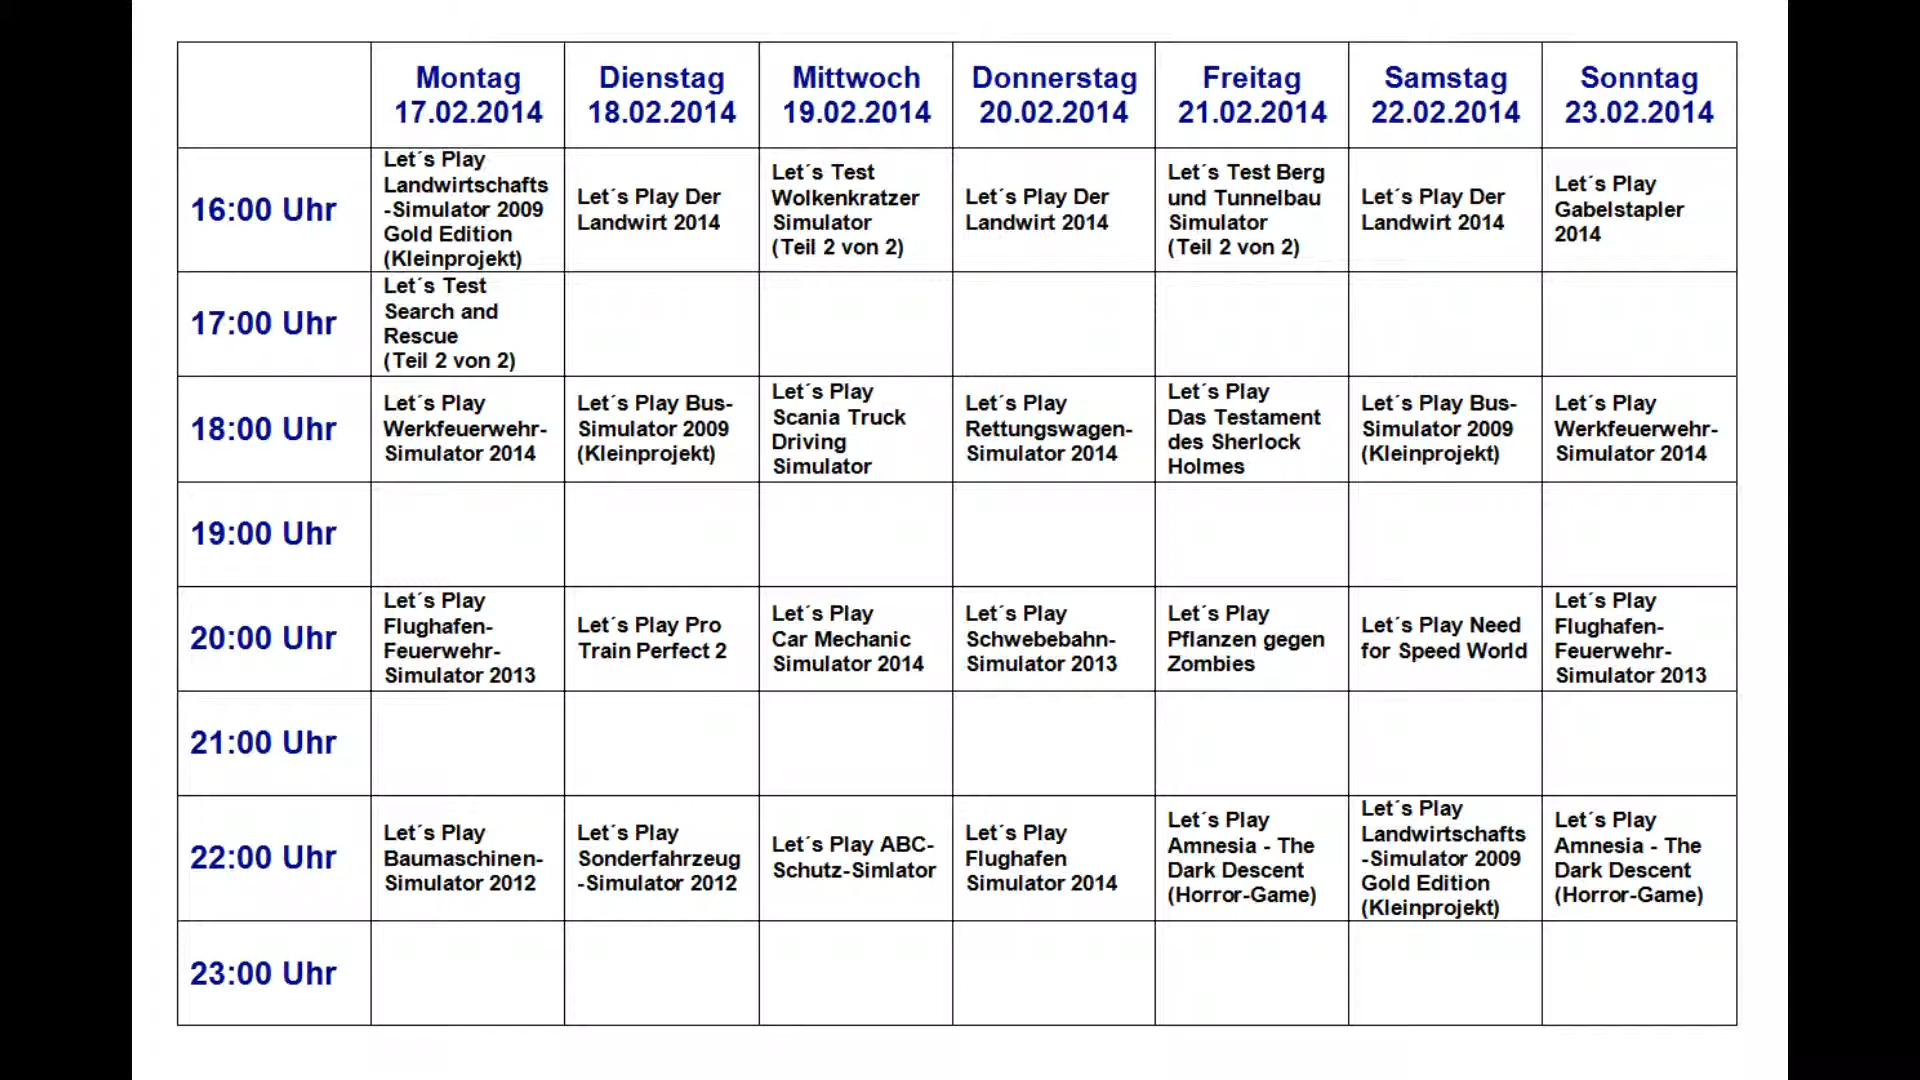 Montag
17.02.2014
Dienstag
18.02.2014
Mittwoch
19.02.2014
Donnerstag
20.02.2014
Freitag
21.02.2014
Samstag
22.02.2014
Sonntag
23.02.2014
16:00 Uhr
Let´s Play
Landwirtschafts
-Simulator 2009
Gold Edition
(Kleinprojekt)
Let´s Play Der
Landwirt 2014
Let´s Test
Wolkenkratzer
Simulator
(Teil 2 von 2)
Let´s Play Der
Landwirt 2014
Let´s Test Berg
und Tunnelbau
Simulator
(Teil 2 von 2)
Let´s Play Der
Landwirt 2014
Let´s Play
Gabelstapler
2014
17:00 Uhr
Let´s Test
Search and
Rescue
(Teil 2 von 2)
18:00 Uhr
Let´s Play
Werkfeuerwehr-
Simulator 2014
Let´s Play Bus-
Simulator 2009
(Kleinprojekt)
Let´s Play
Scania Truck
Driving
Simulator
Let´s Play
Rettungswagen-
Simulator 2014
Let´s Play
Das Testament
des Sherlock
Holmes
Let´s Play Bus-
Simulator 2009
(Kleinprojekt)
Let´s Play
Werkfeuerwehr-
Simulator 2014
19:00 Uhr
20:00 Uhr
Let´s Play
Flughafen-
Feuerwehr-
Simulator 2013
Let´s Play Pro
Train Perfect 2
Let´s Play
Car Mechanic
Simulator 2014
Let´s Play
Schwebebahn-
Simulator 2013
Let´s Play
Pflanzen gegen
Zombies
Let´s Play Need
for Speed World
Let´s Play
Flughafen-
Feuerwehr-
Simulator 2013
21:00 Uhr
22:00 Uhr
Let´s Play
Baumaschinen-
Simulator 2012
Let´s Play
Sonderfahrzeug
-Simulator 2012
Let´s Play ABC-
Schutz-Simlator
Let´s Play
Flughafen
Simulator 2014
Let´s Play
Amnesia - The
Dark Descent
(Horror-Game)
Let´s Play
Landwirtschafts
-Simulator 2009
Gold Edition
(Kleinprojekt)
Let´s Play
Amnesia - The
Dark Descent
(Horror-Game)
23:00 Uhr